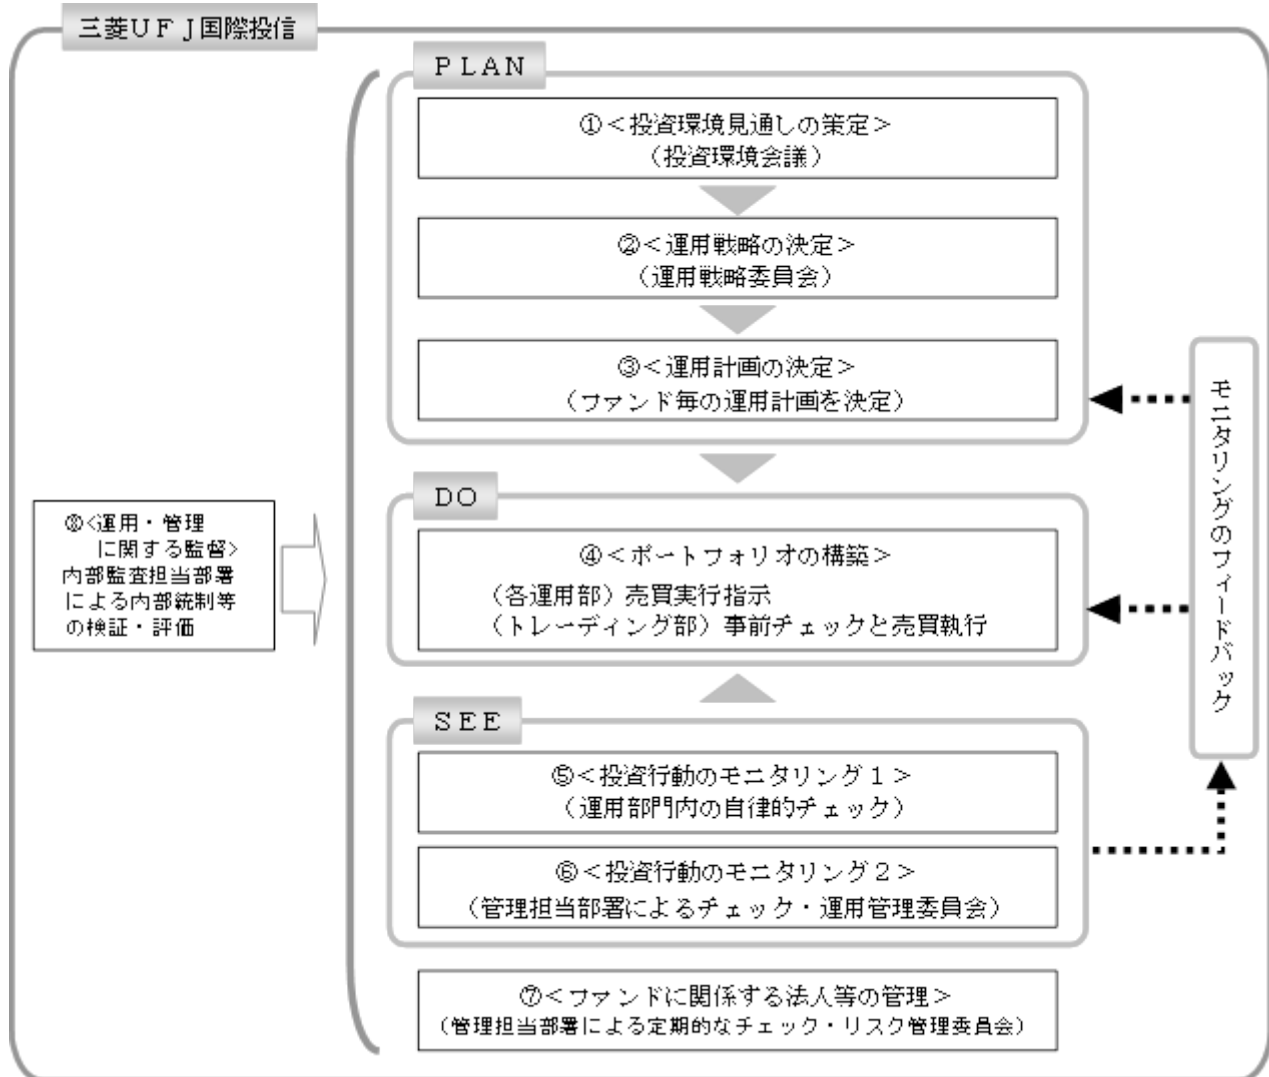 三菱ＵＦＪ国際投信
ＰＬＡＮ
①＜投資環境見通しの策定＞
（投資環境会議）
②＜運用戦略の決定＞
（運用戦略委員会）
③＜運用計画の決定＞
（ファンド毎の運用計画を決定）
ＤＯ
④＜ポートフォリオの構築＞
（各運用部）売買実行指示
（トレーディング部）事前チェックと売買執行
ＳＥＥ
⑤＜投資行動のモニタリング１＞
（運用部門内の自律的チェック）
⑥＜投資行動のモニタリング２＞
（管理担当部署によるチェック・運用管理委員会）
⑦＜ファンドに関係する法人等の管理＞
（管理担当部署による定期的なチェック・リスク管理委員会）
⑧＜運用・管理
に関する監督＞
内部監査担当部署
による内部統制等
の検証・評価
モニタリングのフィードバック